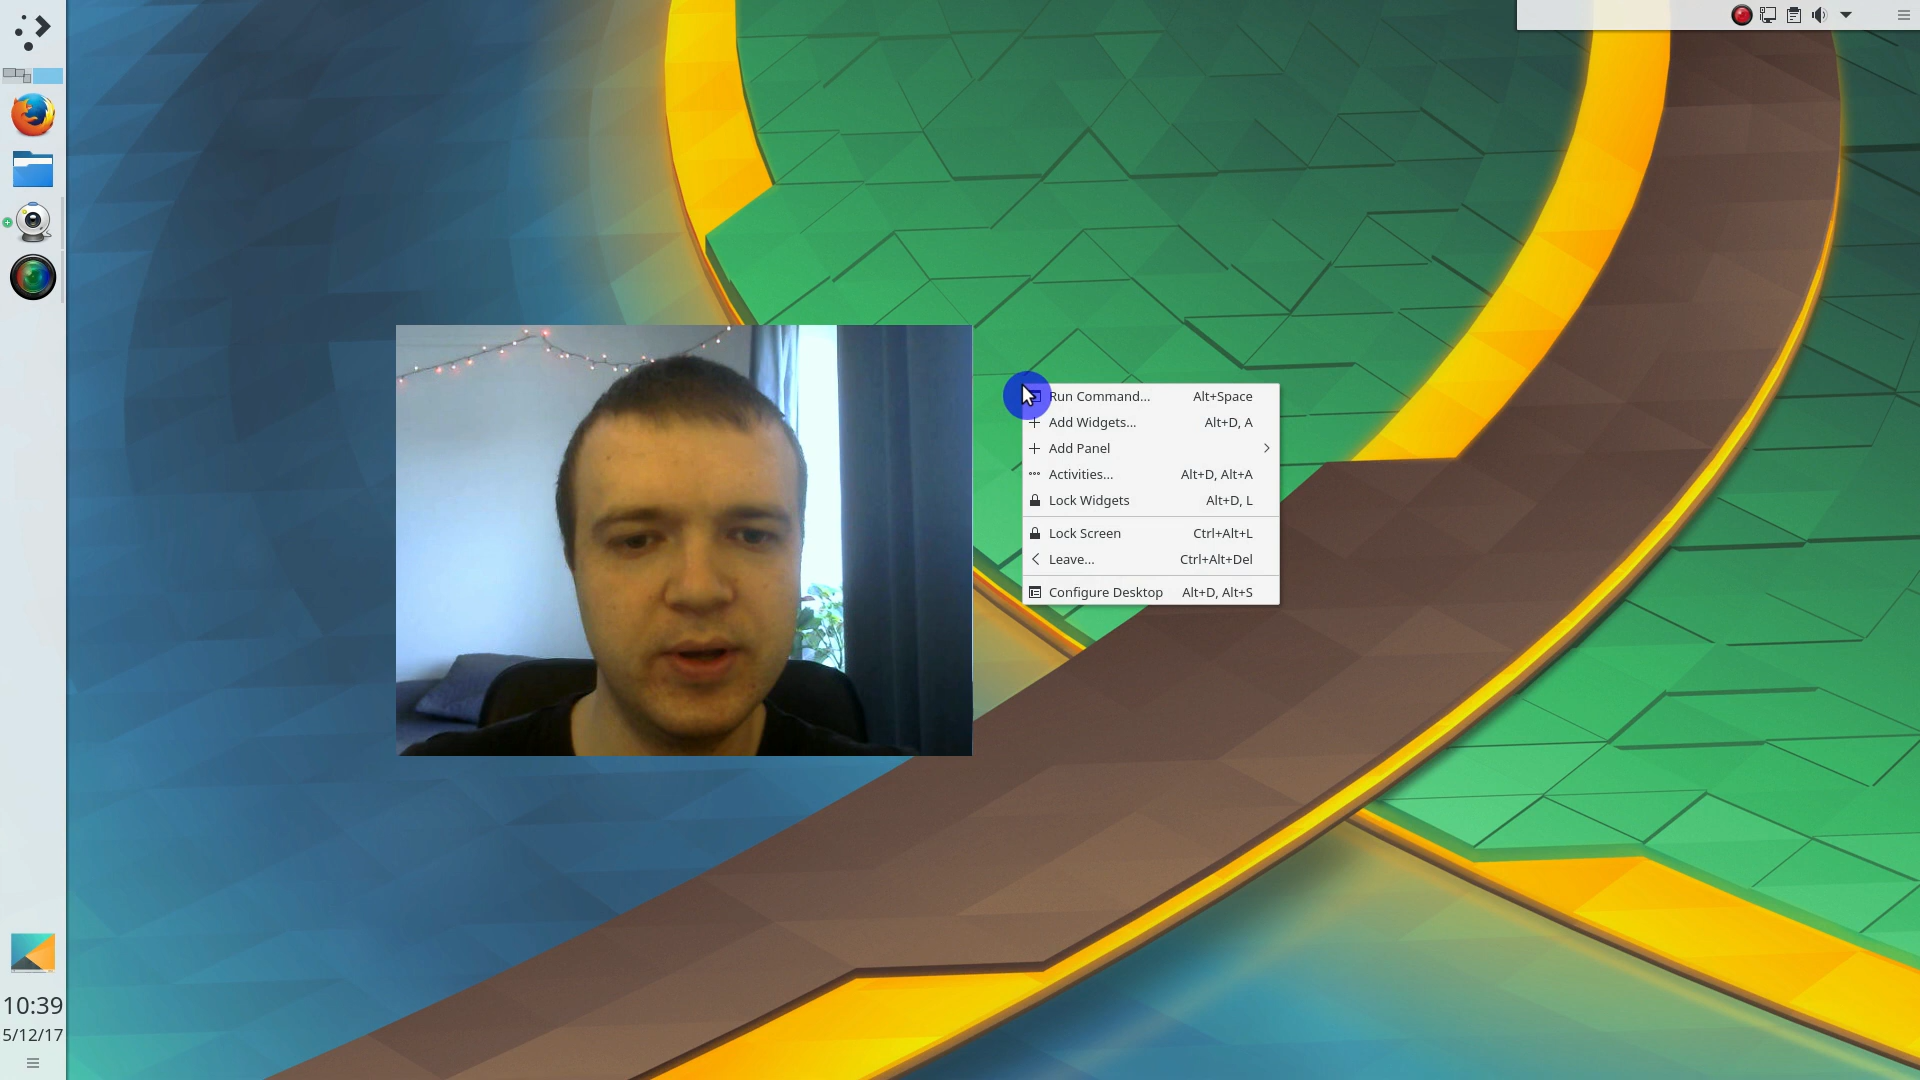 Run Command... Alt+Space
Add Widgets... Alt+D, A
Add Panel
Activities... Alt+D, Alt+A
Lock Widgets Alt+D, L
Lock Screen Ctrl+Alt+L
Leave... Ctrl+Alt+Del
Configure Desktop Alt+D, Alt+S
10:39
5/12/17